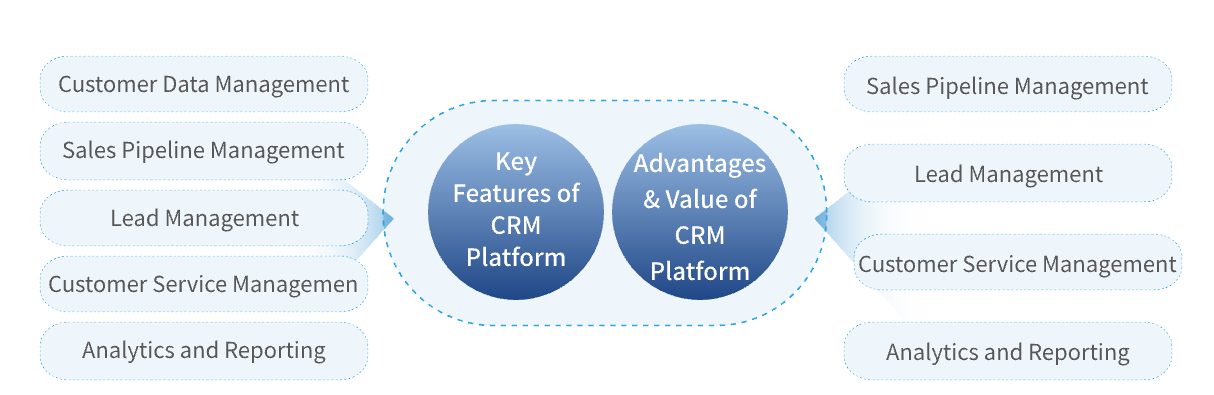 Customer Data Management
Sales Pipeline Management
Lead Management
Customer Service Managemen
Analytics and Reporting
Key
Features of
CRM
Platform
Advantages
& Value of
CRM
Platform
Sales Pipeline Management
Lead Management
Customer Service Management
Analytics and Reporting